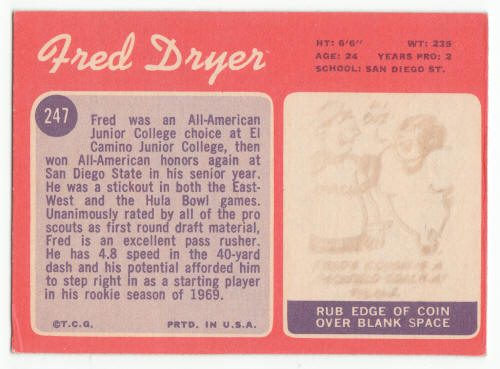 Fred Dryer
HT: 6'6" WT: 235
AGE: 24 YEARS PRO: 2
SCHOOL: SAN DIEGO ST.
247
Fred was an All-American
Junior College choice at El
Camino Junior College, then
won All-American honors again at
San Diego State in his senior year.
He was a stickout in both the East-
West and the Hula Bowl games.
Unanimously rated by all of the pro
scouts as first round draft material,
Fred is an excellent pass rusher.
He has 4.8 speed in the 40-yard
dash and his potential afforded him
to step right in as a starting player
in his rookie season of 1969.
©T.C.G. PRTD. IN U.S.A.
RUB EDGE OF COIN
OVER BLANK SPACE